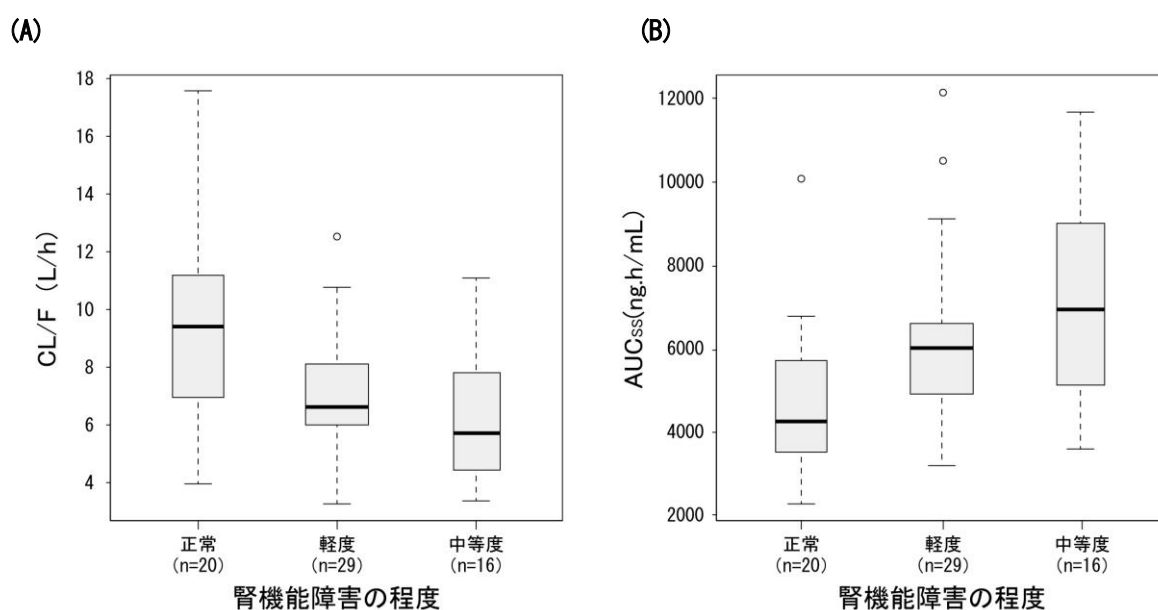 (A)
CL/F (L/h)
18
16
14
12
10
8
6
4
正常 軽度 中等度
(n=20) (n=29) (n=16)
腎機能障害の程度
(B)
AUCSS(ng.h/mL)
12000
10000
8000
6000
4000
2000
正常 軽度 中等度
(n=20) (n=29) (n=16)
腎機能障害の程度